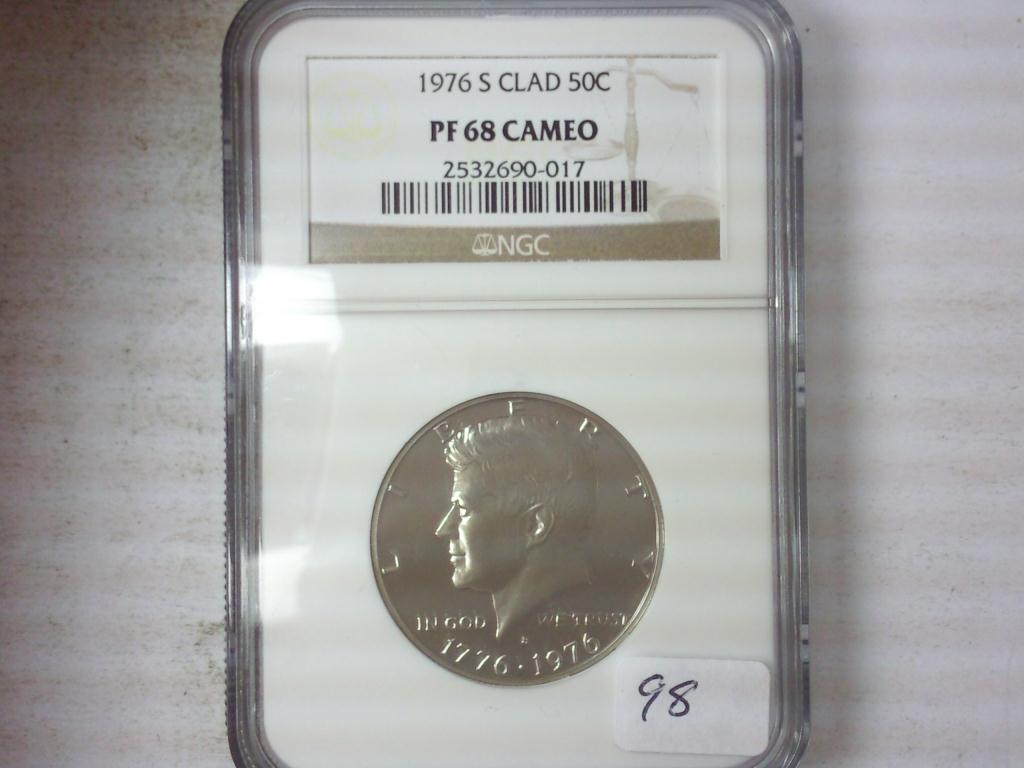 1976 S CLAD 50C
PF 68 CAMEO
2532690-017
NGC
LIBERTY
IN GOD WE TRUST
S
1776·1976
98